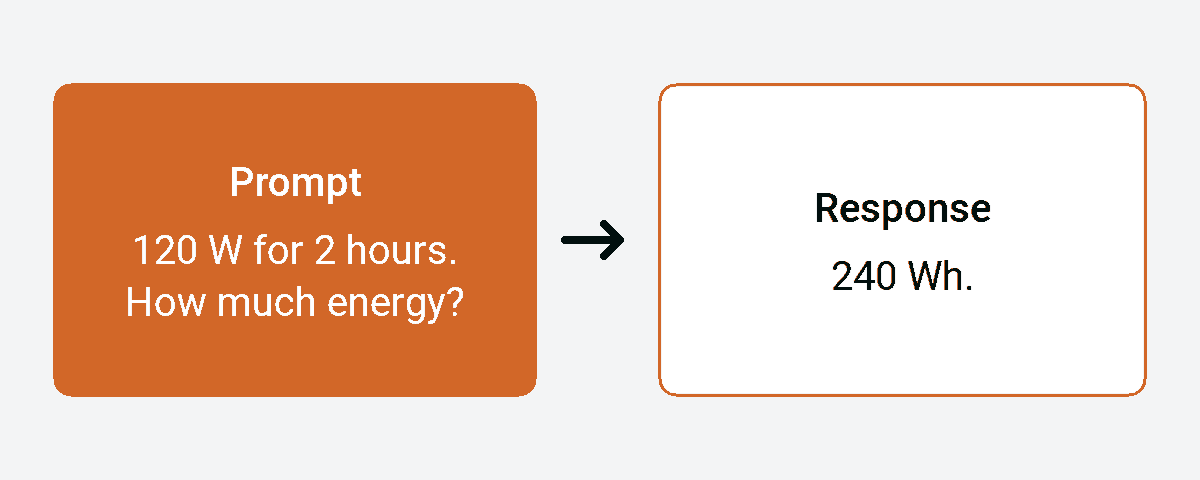 Prompt
120 W for 2 hours.
How much energy?
Response
240 Wh.